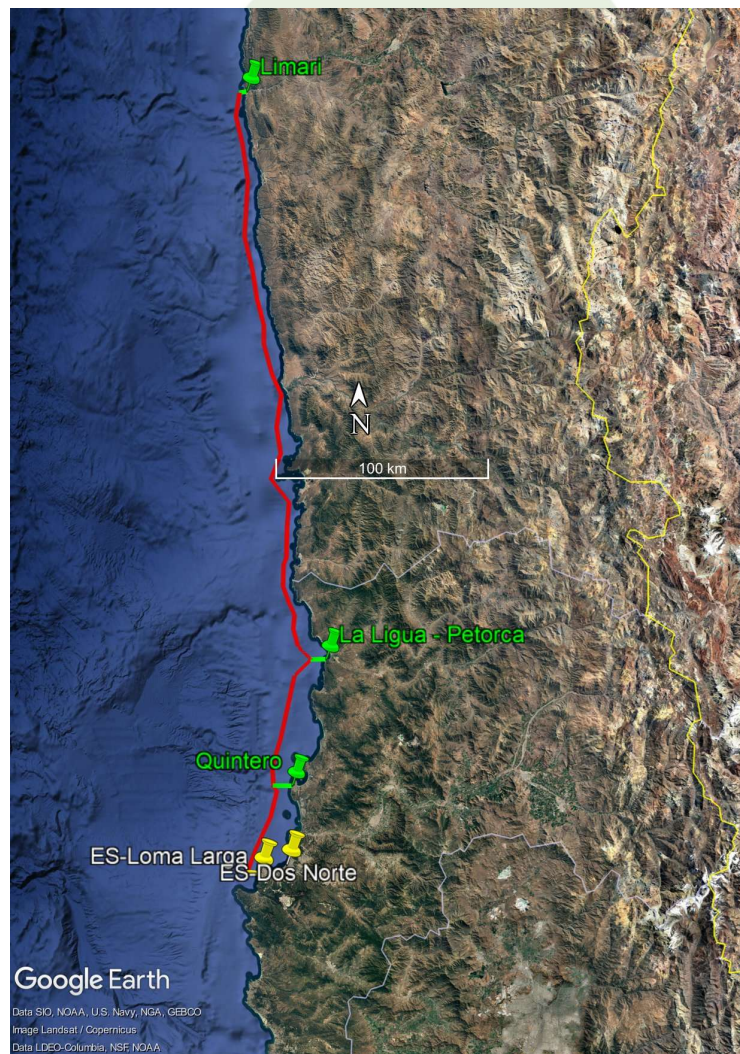 Limari
N
100 km
La Ligua - Petorca
Quintero
ES-Loma Larga
ES-Dos Norte
Google Earth
Data SIO, NOAA, U.S. Navy, NGA, GEBCO
Image Landsat / Copernicus
Data LDEO-Columbia, NSF, NOAA